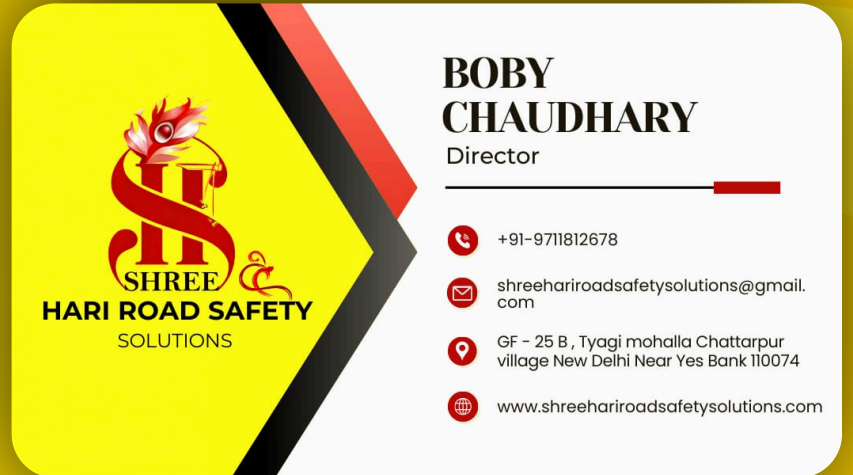 SHREE
HARI ROAD SAFETY
SOLUTIONS
BOBY
CHAUDHARY
Director
+91-9711812678
shreehariroadsafetysolutions@gmail.
com
GF - 25 B , Tyagi mohalla Chattarpur
village New Delhi Near Yes Bank 110074
www.shreehariroadsafetysolutions.com